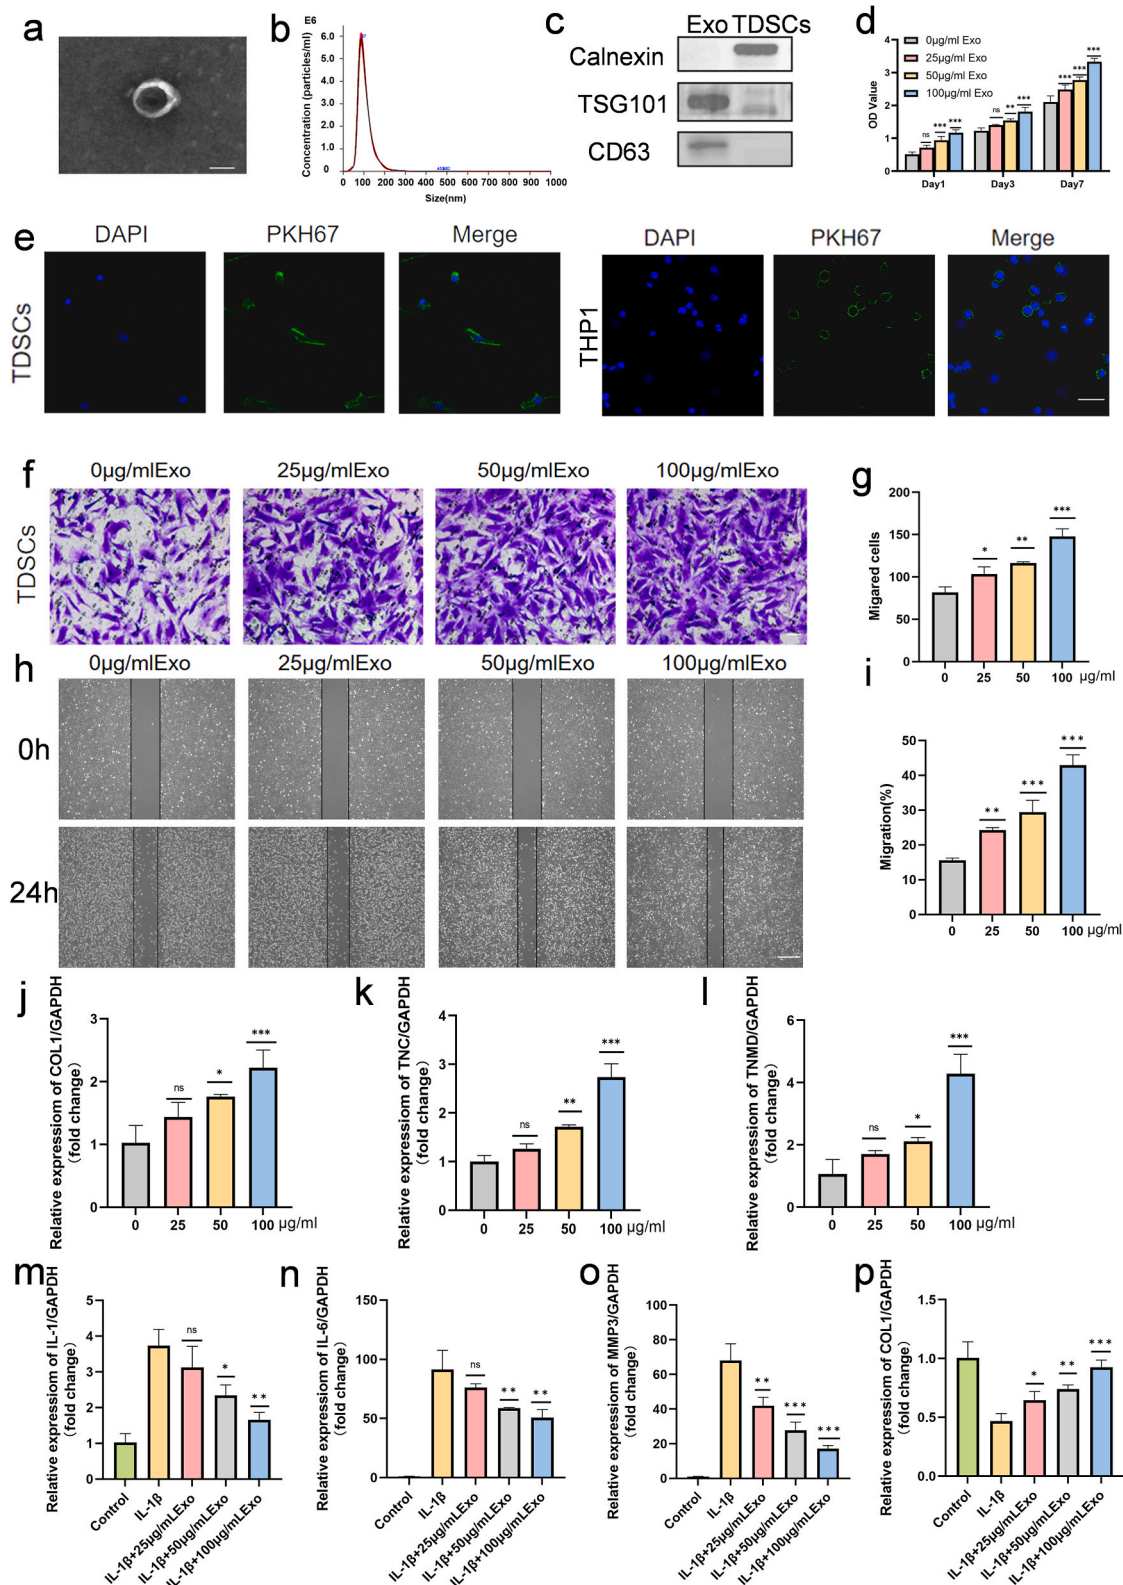 a
b
E6
6.0
5.0
4.0
3.0
2.0
1.0
0
Concentration (particles/ml)
0 100 200 300 400 500 600 700 800 900 1000
Size(nm)
c
Exo TDSCs
Calnexin
TSG101
CD63
d
0μg/ml Exo
25μg/ml Exo
50μg/ml Exo
100μg/ml Exo
OD Value
4
3
2
1
0
ns *** ***
ns ** ***
*** *** ***
Day1 Day3 Day7
e
DAPI PKH67 Merge
TDSCs
DAPI PKH67 Merge
THP1
f
0μg/mlExo 25μg/mlExo 50μg/mlExo 100μg/mlExo
TDSCs
g
Migared cells
200
150
100
50
0
* ** ***
0 25 50 100 μg/ml
h
0μg/mlExo 25μg/mlExo 50μg/mlExo 100μg/mlExo
0h
24h
i
Migration(%)
50
40
30
20
10
0
** *** ***
0 25 50 100 μg/ml
j
Relative expressiom of COL1/GAPDH
(fold change)
3
2
1
0
ns * ***
0 25 50 100 μg/ml
k
Relative expressiom of TNC/GAPDH
(fold change)
4
3
2
1
0
ns ** ***
0 25 50 100 μg/ml
l
Relative expressiom of TNMD/GAPDH
(fold change)
6
4
2
0
ns * ***
0 25 50 100 μg/ml
m
Relative expressiom of IL-1/GAPDH
(fold change)
5
4
3
2
1
0
ns * **
Control
IL-1β
IL-1β+25μg/mLExo
IL-1β+50μg/mLExo
IL-1β+100μg/mLExo
n
Relative expressiom of IL-6/GAPDH
(fold change)
150
100
50
0
ns ** **
Control
IL-1β
IL-1β+25μg/mLExo
IL-1β+50μg/mLExo
IL-1β+100μg/mLExo
o
Relative expressiom of MMP3/GAPDH
(fold change)
100
80
60
40
20
0
** *** ***
Control
IL-1β
IL-1β+25μg/mLExo
IL-1β+50μg/mLExo
IL-1β+100μg/mLExo
p
Relative expressiom of COL1/GAPDH
(fold change)
1.5
1.0
0.5
0.0
* ** ***
Control
IL-1β
IL-1β+25μg/mLExo
IL-1β+50μg/mLExo
IL-1β+100μg/mLExo